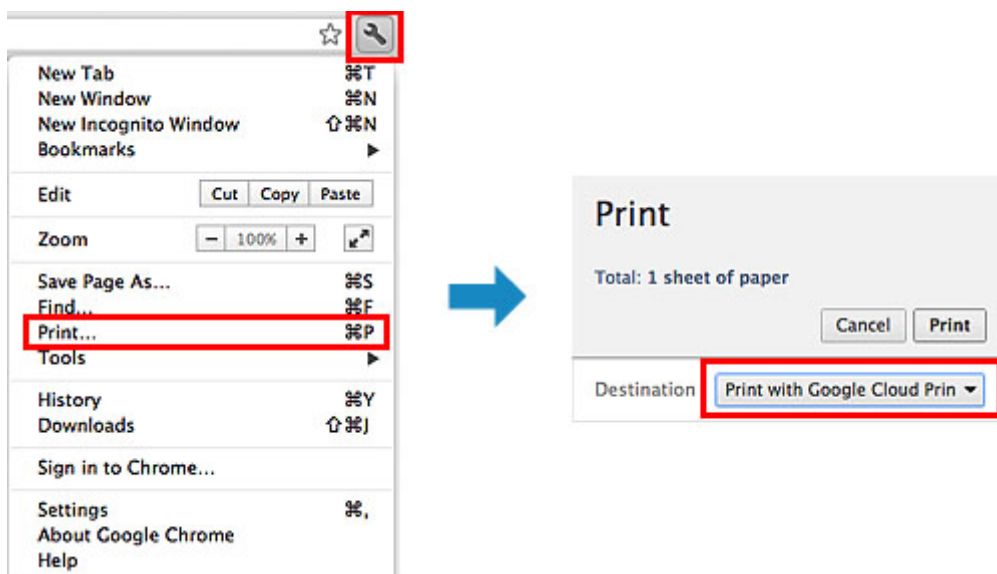 New Tab ⌘T
New Window ⌘N
New Incognito Window ⇧⌘N
Bookmarks ▶
Edit Cut Copy Paste
Zoom − 100% +
Save Page As... ⌘S
Find... ⌘F
Print... ⌘P
Tools ▶
History ⌘Y
Downloads ⇧⌘J
Sign in to Chrome...
Settings ⌘,
About Google Chrome
Help
Print
Total: 1 sheet of paper
Cancel Print
Destination Print with Google Cloud Prin